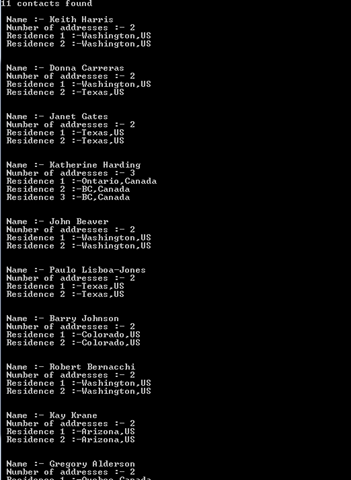 11 contacts found
Name :- Keith Harris
Number of addresses :- 2
Residence 1 :-Washington,US
Residence 2 :-Washington,US
Name :- Donna Carreras
Number of addresses :- 2
Residence 1 :-Washington,US
Residence 2 :-Texas,US
Name :- Janet Gates
Number of addresses :- 2
Residence 1 :-Texas,US
Residence 2 :-Texas,US
Name :- Katherine Harding
Number of addresses :- 3
Residence 1 :-Ontario,Canada
Residence 2 :-BC,Canada
Residence 3 :-BC,Canada
Name :- John Beaver
Number of addresses :- 2
Residence 1 :-Washington,US
Residence 2 :-Washington,US
Name :- Paulo Lisboa-Jones
Number of addresses :- 2
Residence 1 :-Texas,US
Residence 2 :-Texas,US
Name :- Barry Johnson
Number of addresses :- 2
Residence 1 :-Colorado,US
Residence 2 :-Colorado,US
Name :- Robert Bernacchi
Number of addresses :- 2
Residence 1 :-Washington,US
Residence 2 :-Washington,US
Name :- Kay Krane
Number of addresses :- 2
Residence 1 :-Arizona,US
Residence 2 :-Arizona,US
Name :- Gregory Alderson
Number of addresses :- 2
Residence 1 :-Quebec,Canada